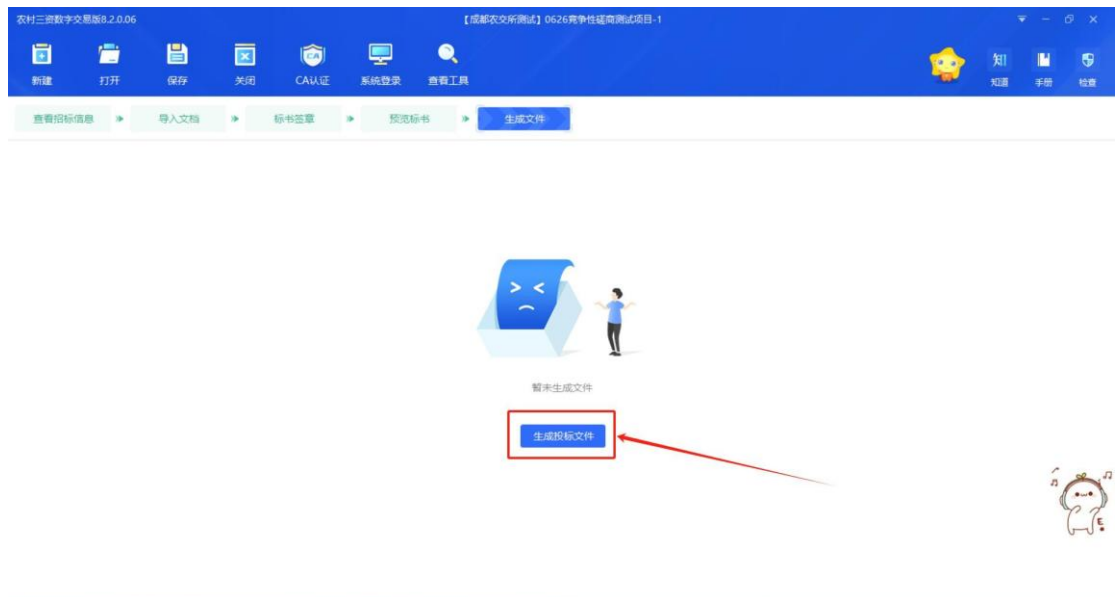 农村三资数字交易版8.2.0.06 【成都农交所测试】0626竞争性磋商测试项目-1
新建 打开 保存 关闭 CA认证 系统登录 查看工具 知道 手册 检查
查看招标信息 导入文档 标书签章 预览标书 生成文件
暂未生成文件
生成投标文件